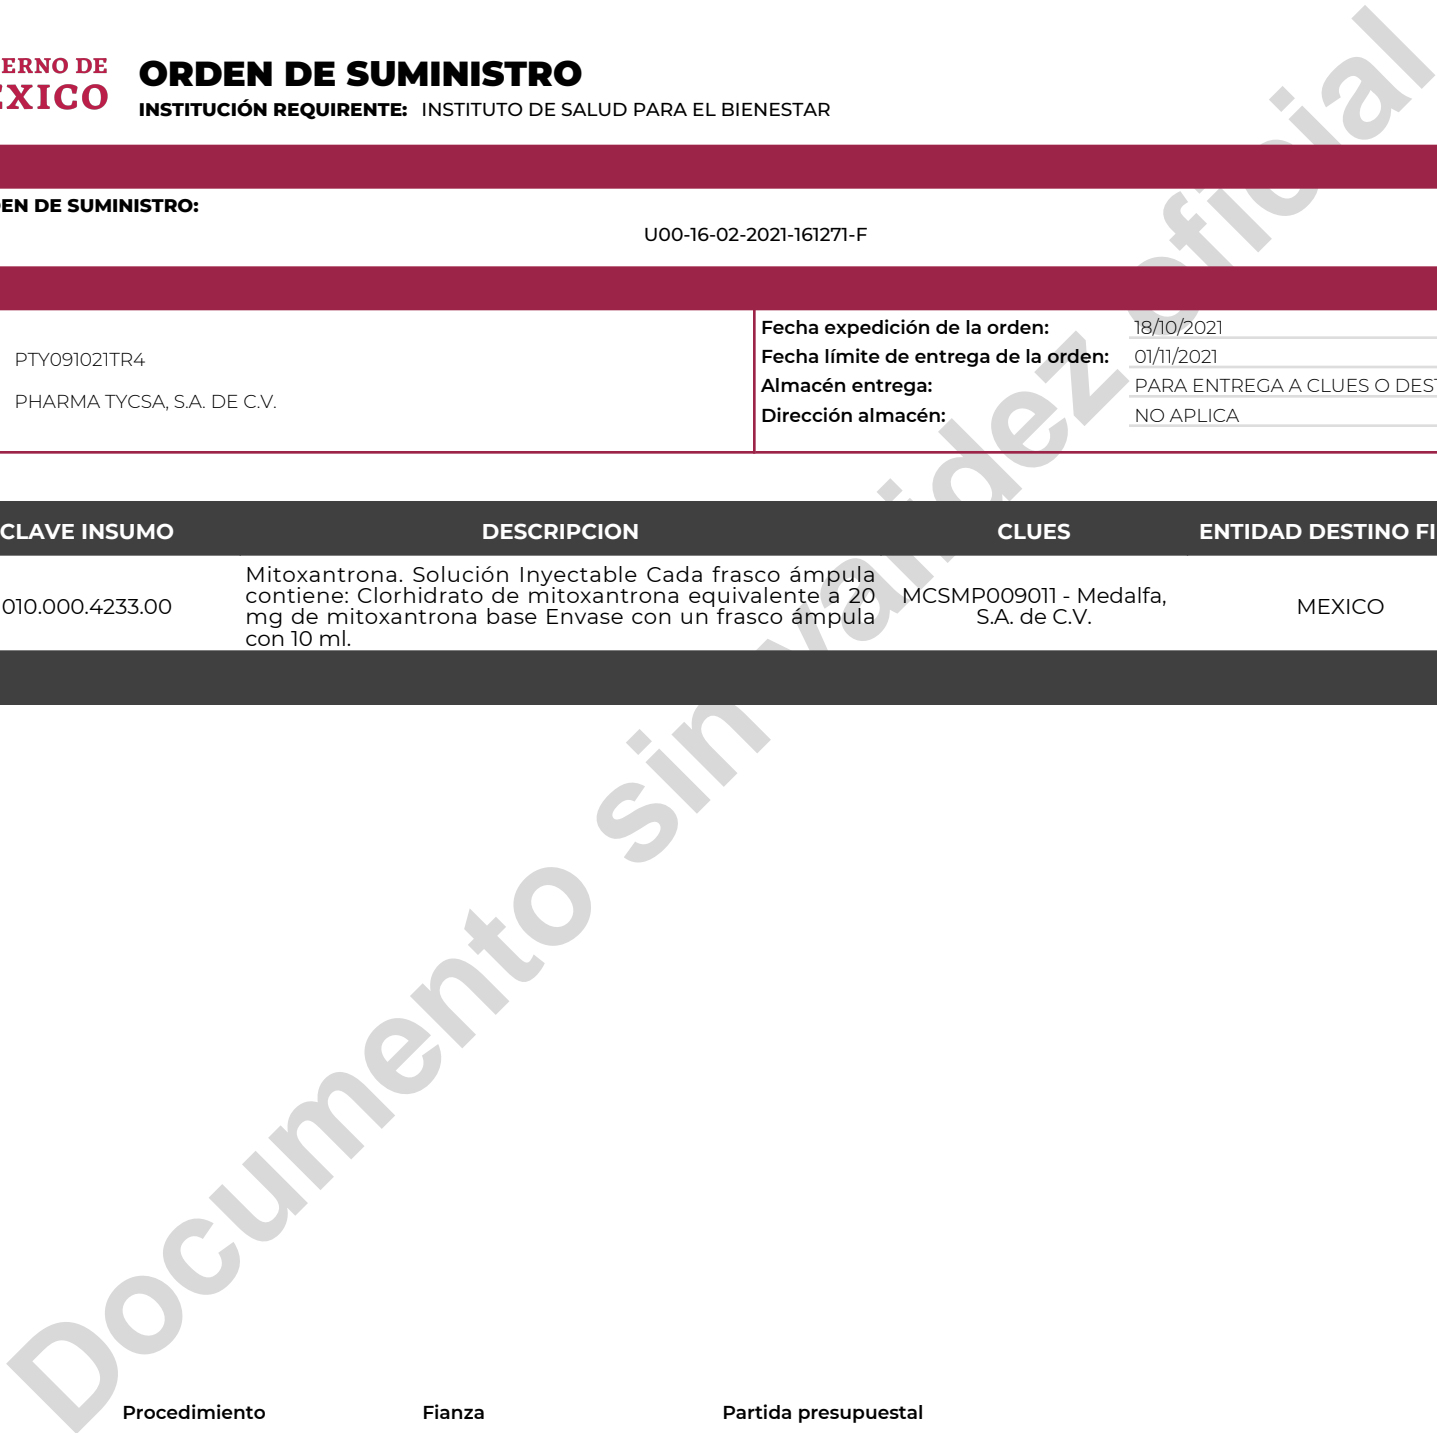 ERNO DE
EXICO
ORDEN DE SUMINISTRO
INSTITUCIÓN REQUIRENTE: INSTITUTO DE SALUD PARA EL BIENESTAR
EN DE SUMINISTRO:
U00-16-02-2021-161271-F
PTY091021TR4
PHARMA TYCSA, S.A. DE C.V.
Fecha expedición de la orden: 18/10/2021
Fecha límite de entrega de la orden: 01/11/2021
Almacén entrega: PARA ENTREGA A CLUES O DEST
Dirección almacén: NO APLICA
CLAVE INSUMO DESCRIPCION CLUES ENTIDAD DESTINO FI
010.000.4233.00
Mitoxantrona. Solución Inyectable Cada frasco ámpula
contiene: Clorhidrato de mitoxantrona equivalente a 20
mg de mitoxantrona base Envase con un frasco ámpula
con 10 ml.
MCSMP009011 - Medalfa,
S.A. de C.V.
MEXICO
Documento sin validez oficial
Procedimiento Fianza Partida presupuestal